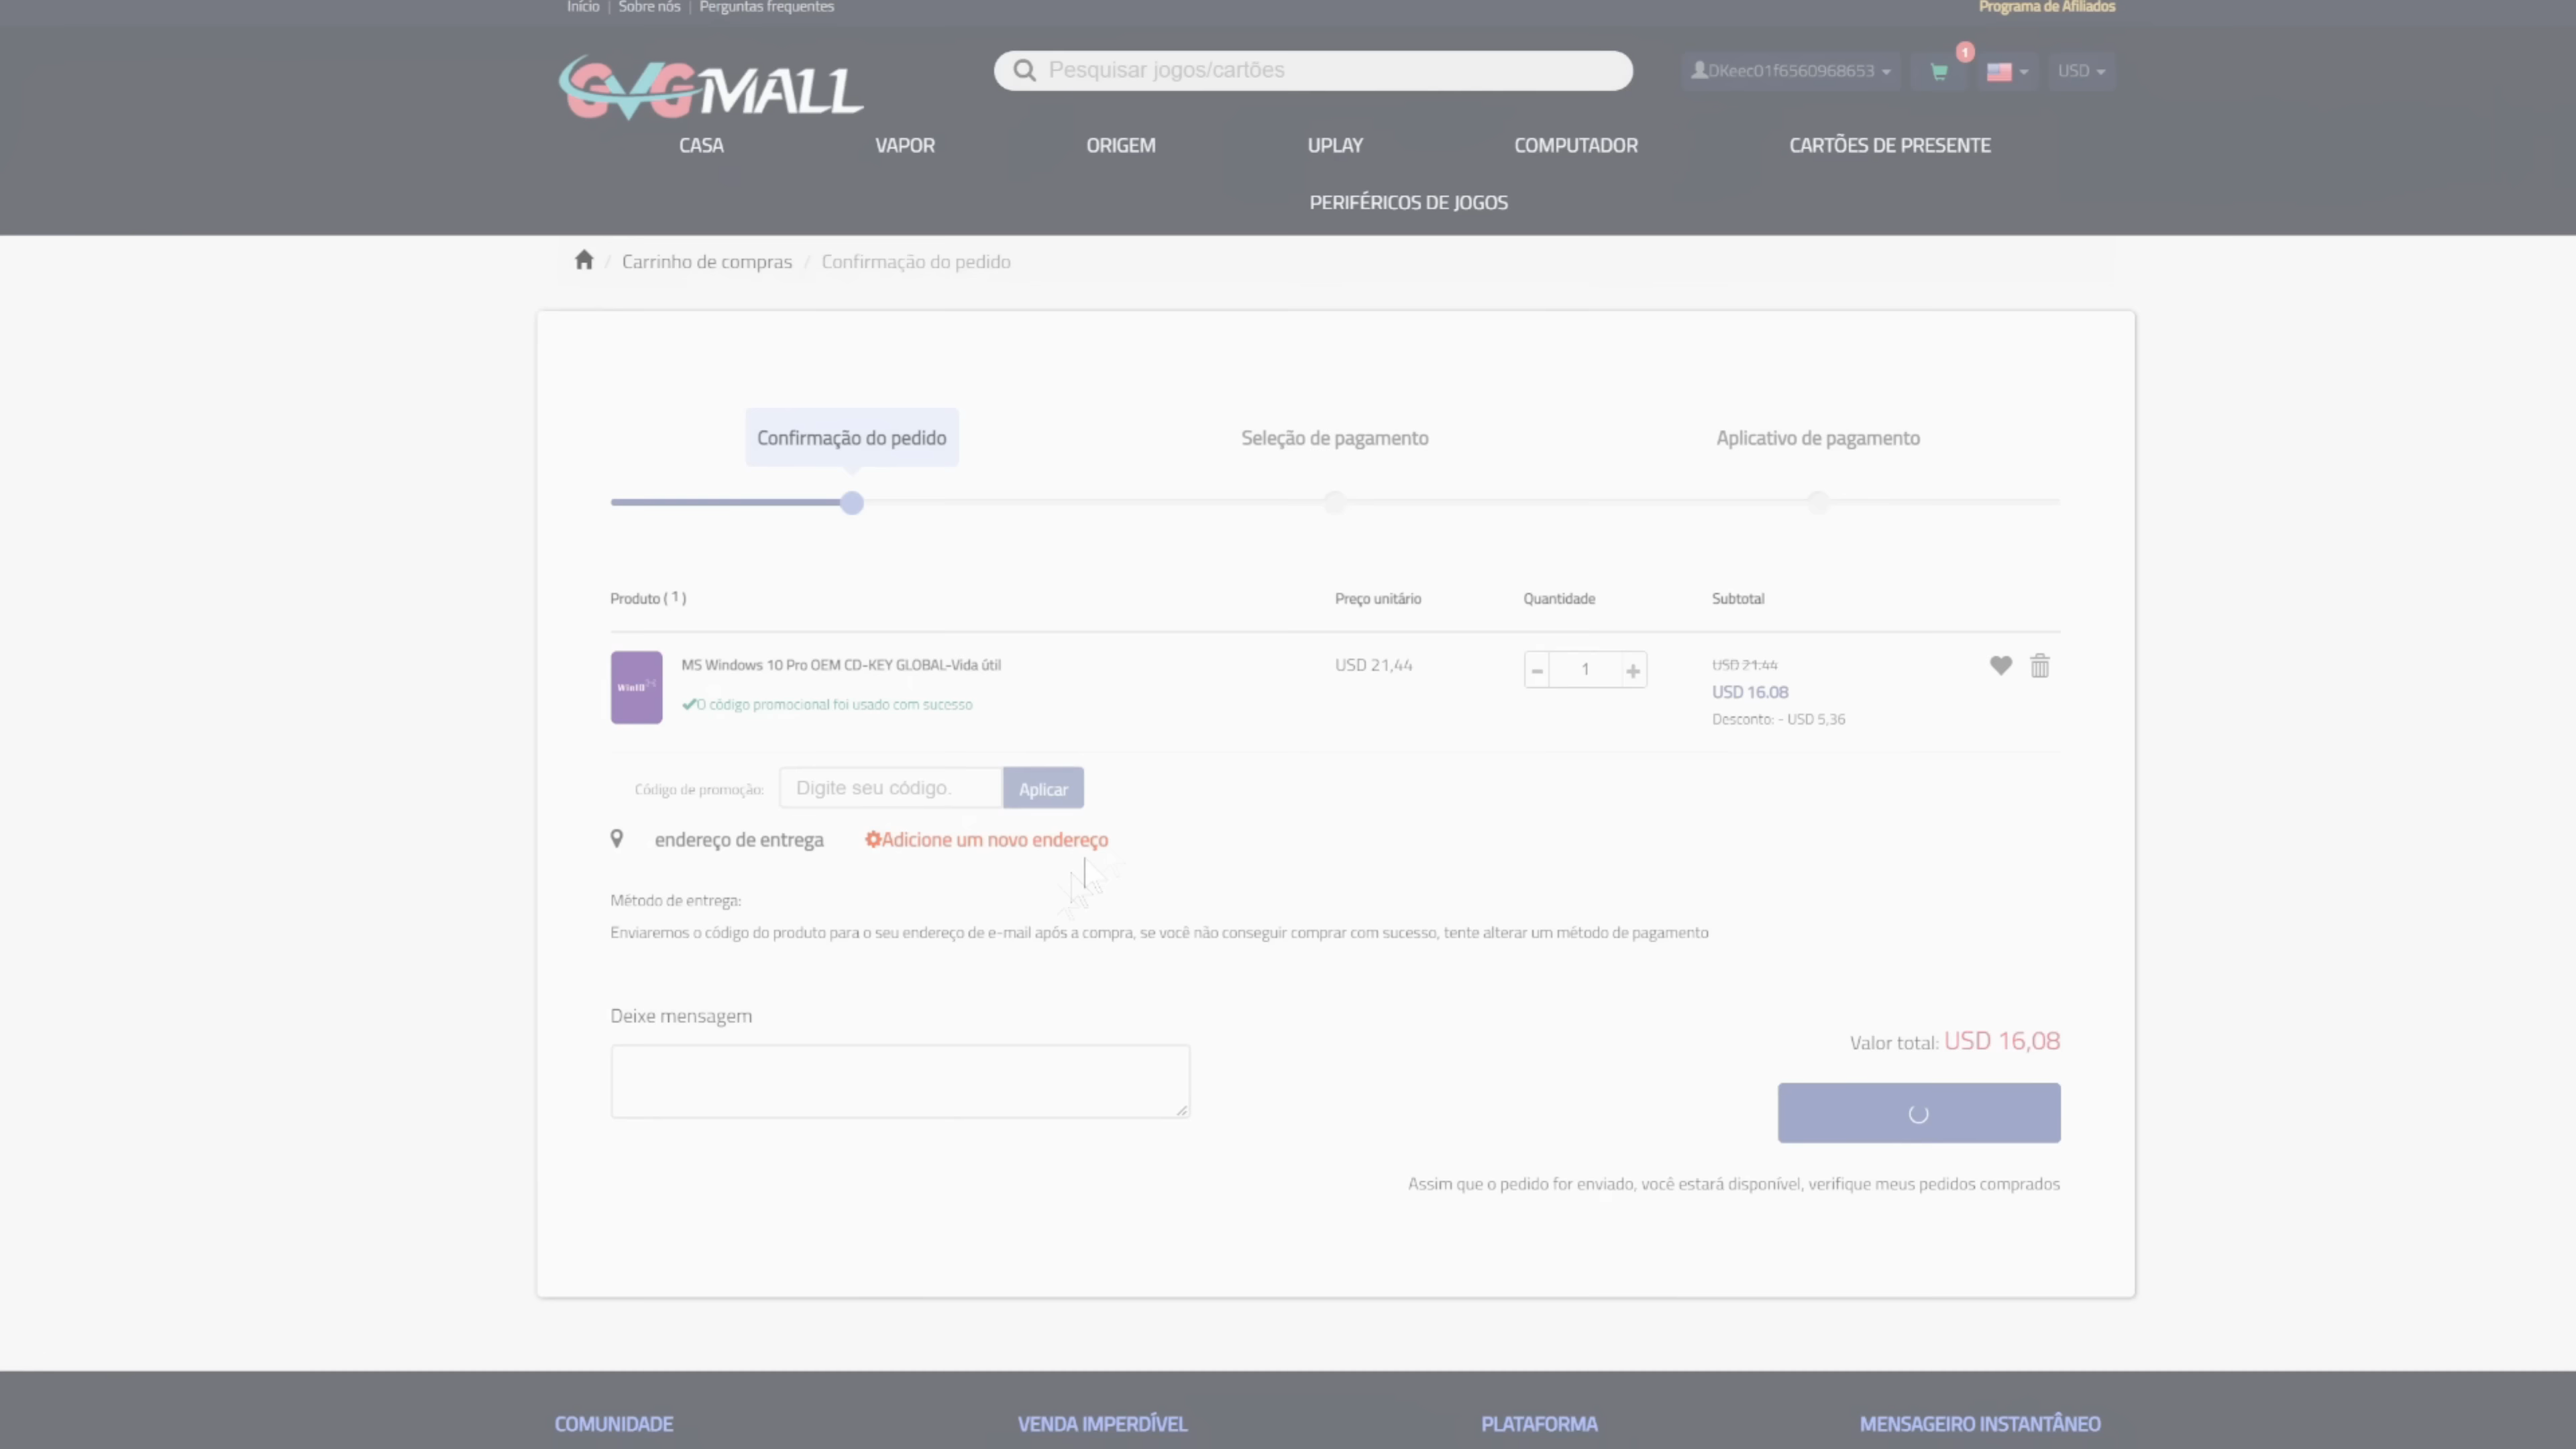 Início | Sobre nós | Perguntas frequentes
Programa de Afiliados
GVGMALL
Pesquisar jogos/cartões
DKeec01f6560968653
1
USD
CASA
VAPOR
ORIGEM
UPLAY
COMPUTADOR
CARTÕES DE PRESENTE
PERIFÉRICOS DE JOGOS
/ Carrinho de compras / Confirmação do pedido
Confirmação do pedido
Seleção de pagamento
Aplicativo de pagamento
Produto ( 1 )
Preço unitário
Quantidade
Subtotal
Win10
MS Windows 10 Pro OEM CD-KEY GLOBAL-Vida útil
O código promocional foi usado com sucesso
USD 21,44
- 1 +
USD 21.44
USD 16.08
Desconto: - USD 5,36
Código de promoção:
Digite seu código.
Aplicar
endereço de entrega
Adicione um novo endereço
Método de entrega:
Enviaremos o código do produto para o seu endereço de e-mail após a compra, se você não conseguir comprar com sucesso, tente alterar um método de pagamento
Deixe mensagem
Valor total: USD 16,08
Assim que o pedido for enviado, você estará disponível, verifique meus pedidos comprados
COMUNIDADE
VENDA IMPERDÍVEL
PLATAFORMA
MENSAGEIRO INSTANTÂNEO